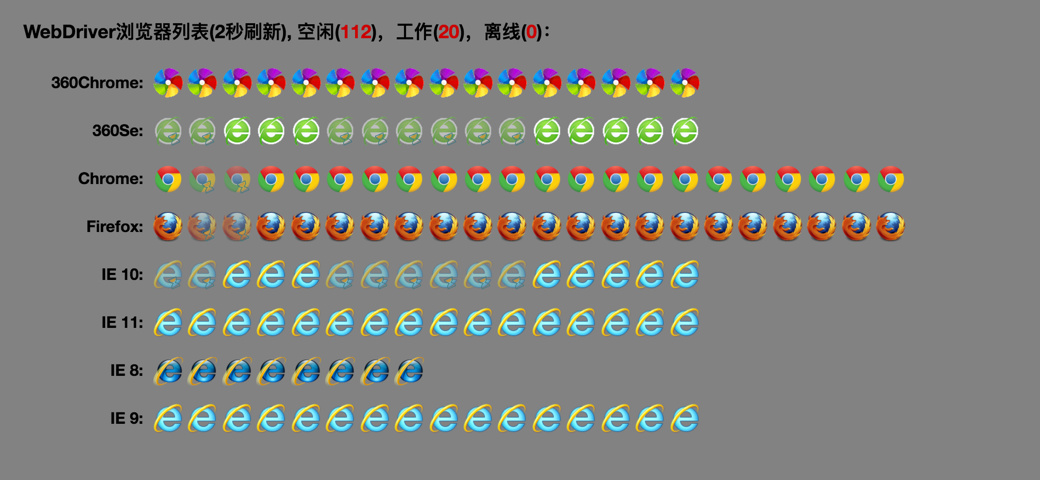 WebDriver浏览器列表(2秒刷新), 空闲(112)，工作(20)，离线(0)：
360Chrome:
360Se:
Chrome:
Firefox:
IE 10:
IE 11:
IE 8:
IE 9: